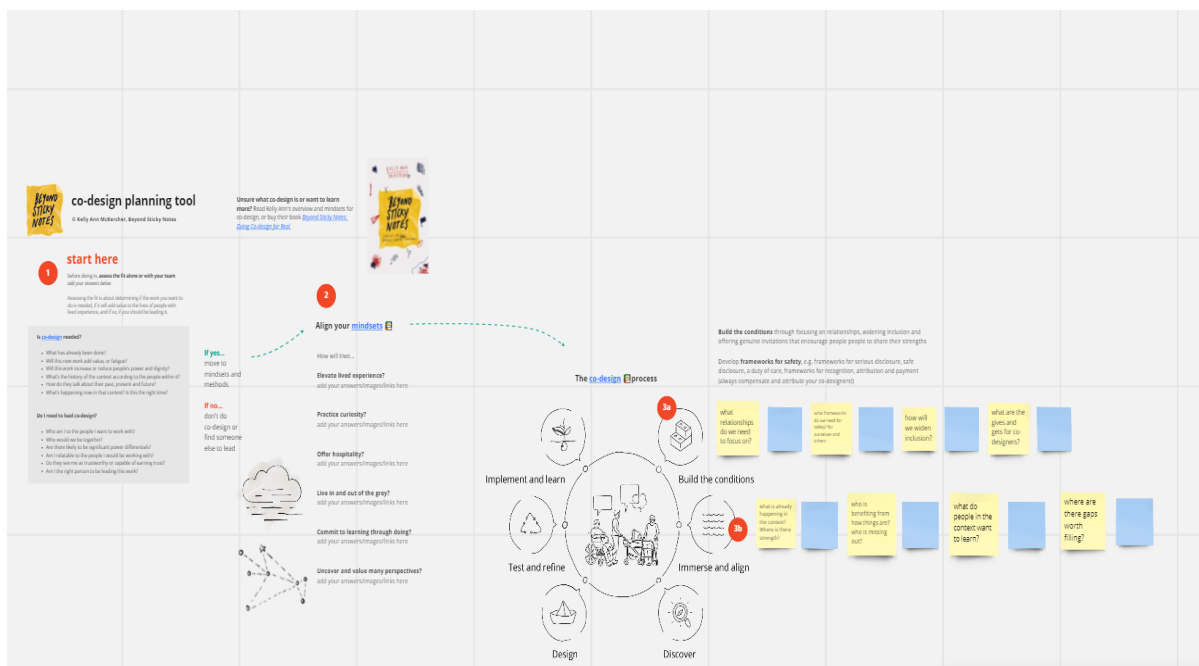 BEYOND
STICKY
NOTES
co-design planning tool
© Kelly Ann McKercher, Beyond Sticky Notes
Unsure what co-design is or want to learn
more? Read Kelly Ann's overview and mindsets for
co-design, or buy their book Beyond Sticky Notes:
Doing Co-design for Real
BEYOND
STICKY
NOTES
1
start here
before diving in, assess the fit alone or with your team
add your answers below
Assessing the fit is about determining if the work you want to
do is needed, if it will add value to the lives of people with
lived experience, and if so, if you should be leading it.
Is co-design needed?
What has already been done?
Will this new work add value, or fatigue?
Will this work increase or reduce people's power and dignity?
What's the history of the context according to the people within it?
How do they talk about their past, present and future?
What's happening now in that context? Is this the right time?
Do I need to lead co-design?
Who am I to the people I want to work with?
Who would we be together?
Are there likely to be significant power differentials?
Am I relatable to the people I would be working with?
Do they see me as trustworthy or capable of earning trust?
Am I the right person to be leading this work?
If yes...
move to
mindsets and
methods
If no...
don't do
co-design or
find someone
else to lead
2
Align your mindsets
How will I/we...
Elevate lived experience?
add your answers/images/links here
Practice curiosity?
add your answers/images/links here
Offer hospitality?
add your answers/images/links here
Live in and out of the grey?
add your answers/images/links here
Commit to learning through doing?
add your answers/images/links here
Uncover and value many perspectives?
add your answers/images/links here
The co-design process
Implement and learn
Build the conditions
Test and refine
Immerse and align
Design
Discover
Build the conditions through focusing on relationships, widening inclusion and
offering genuine invitations that encourage people people to share their strengths
Develop frameworks for safety, e.g. frameworks for serious disclosure, safe
disclosure, a duty of care, frameworks for recognition, attribution and payment
(always compensate and attribute your co-designers!)
3a
what
relationships
do we need
to focus on?
what frameworks
do we need for
safety? for
ourselves and
others
how will
we widen
inclusion?
what are the
gives and
gets for co-
designers?
3b
what is already
happening in
the context?
Where is there
strength?
who is
benefiting from
how things are?
who is missing
out?
what do
people in the
context want
to learn?
where are
there gaps
worth
filling?